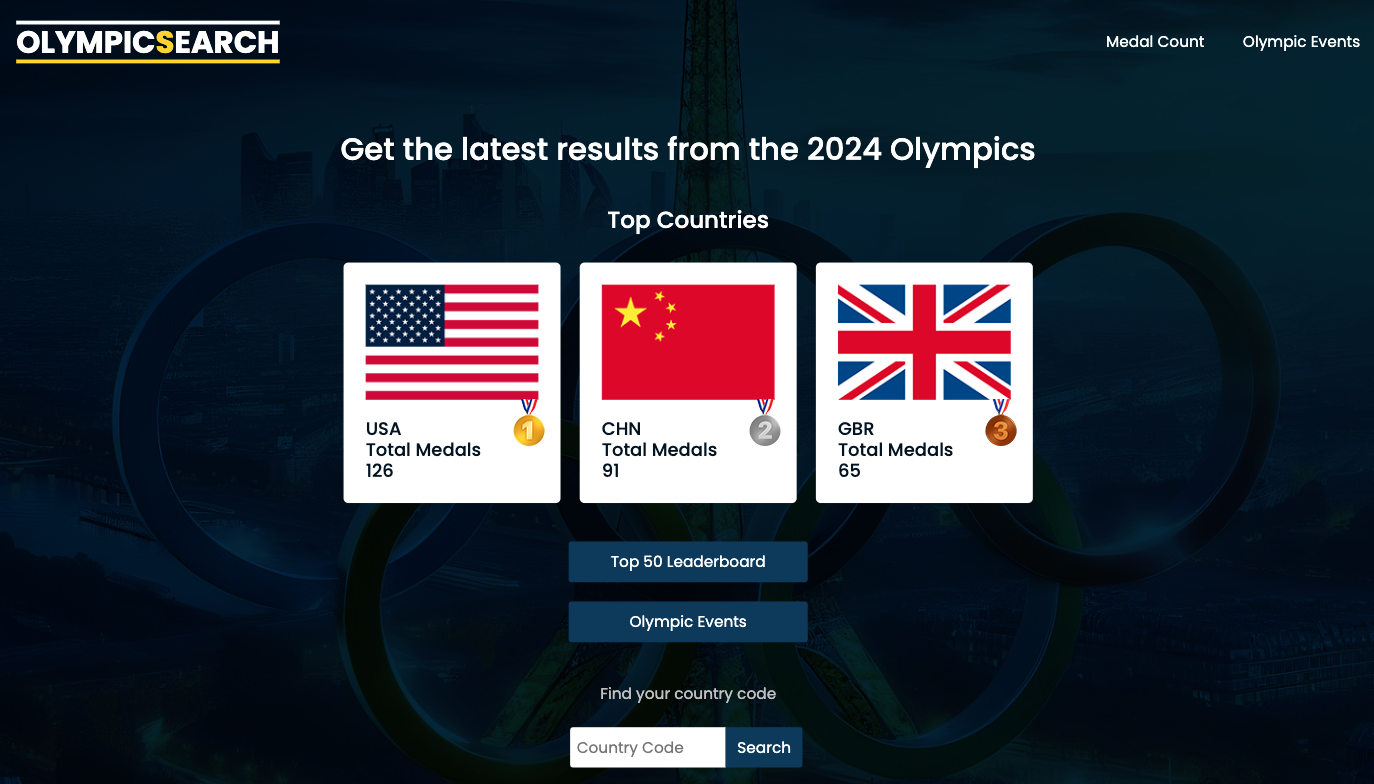 OLYMPICSEARCH
Medal Count
Olympic Events
Get the latest results from the 2024 Olympics
Top Countries
USA
Total Medals
126
1
CHN
Total Medals
91
2
GBR
Total Medals
65
3
Top 50 Leaderboard
Olympic Events
Find your country code
Country Code
Search